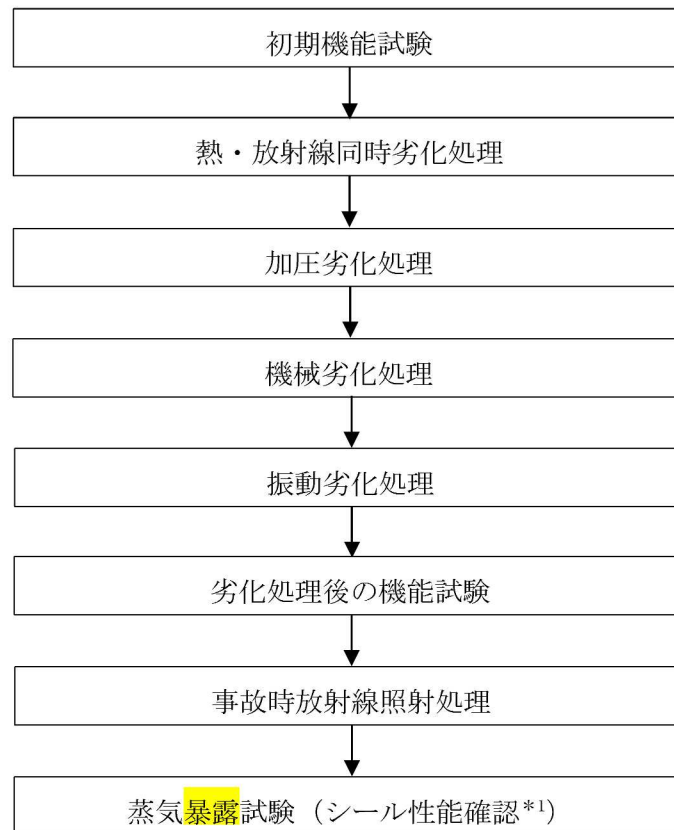 初期機能試験
熱・放射線同時劣化処理
加圧劣化処理
機械劣化処理
振動劣化処理
劣化処理後の機能試験
事故時放射線照射処理
蒸気暴露試験（シール性能確認*1）